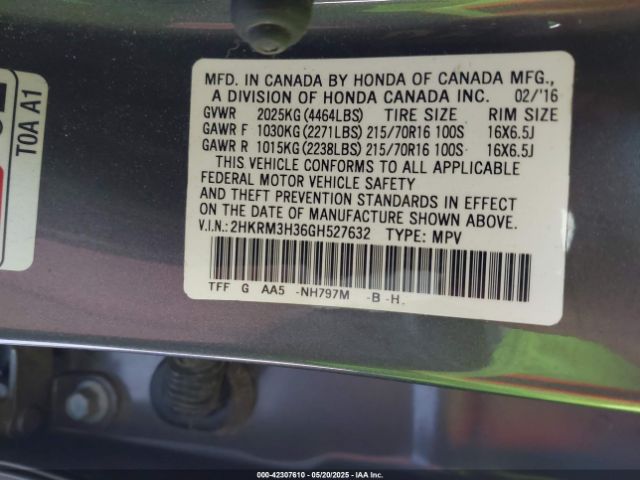 MFD. IN CANADA BY HONDA OF CANADA MFG.,
A DIVISION OF HONDA CANADA INC. 02/'16
GVWR 2025KG (4464LBS) TIRE SIZE RIM SIZE
GAWR F 1030KG (2271LBS) 215/70R16 100S 16X6.5J
GAWR R 1015KG (2238LBS) 215/70R16 100S 16X6.5J
THIS VEHICLE CONFORMS TO ALL APPLICABLE
FEDERAL MOTOR VEHICLE SAFETY
AND THEFT PREVENTION STANDARDS IN EFFECT
ON THE DATE OF MANUFACTURE SHOWN ABOVE.
V.I.N.: 2HKRM3H36GH527632 TYPE: MPV
TFF G AA5 -NH797M -B -H.
T0A A1
000-42307610 - 05/20/2025 - IAA Inc.